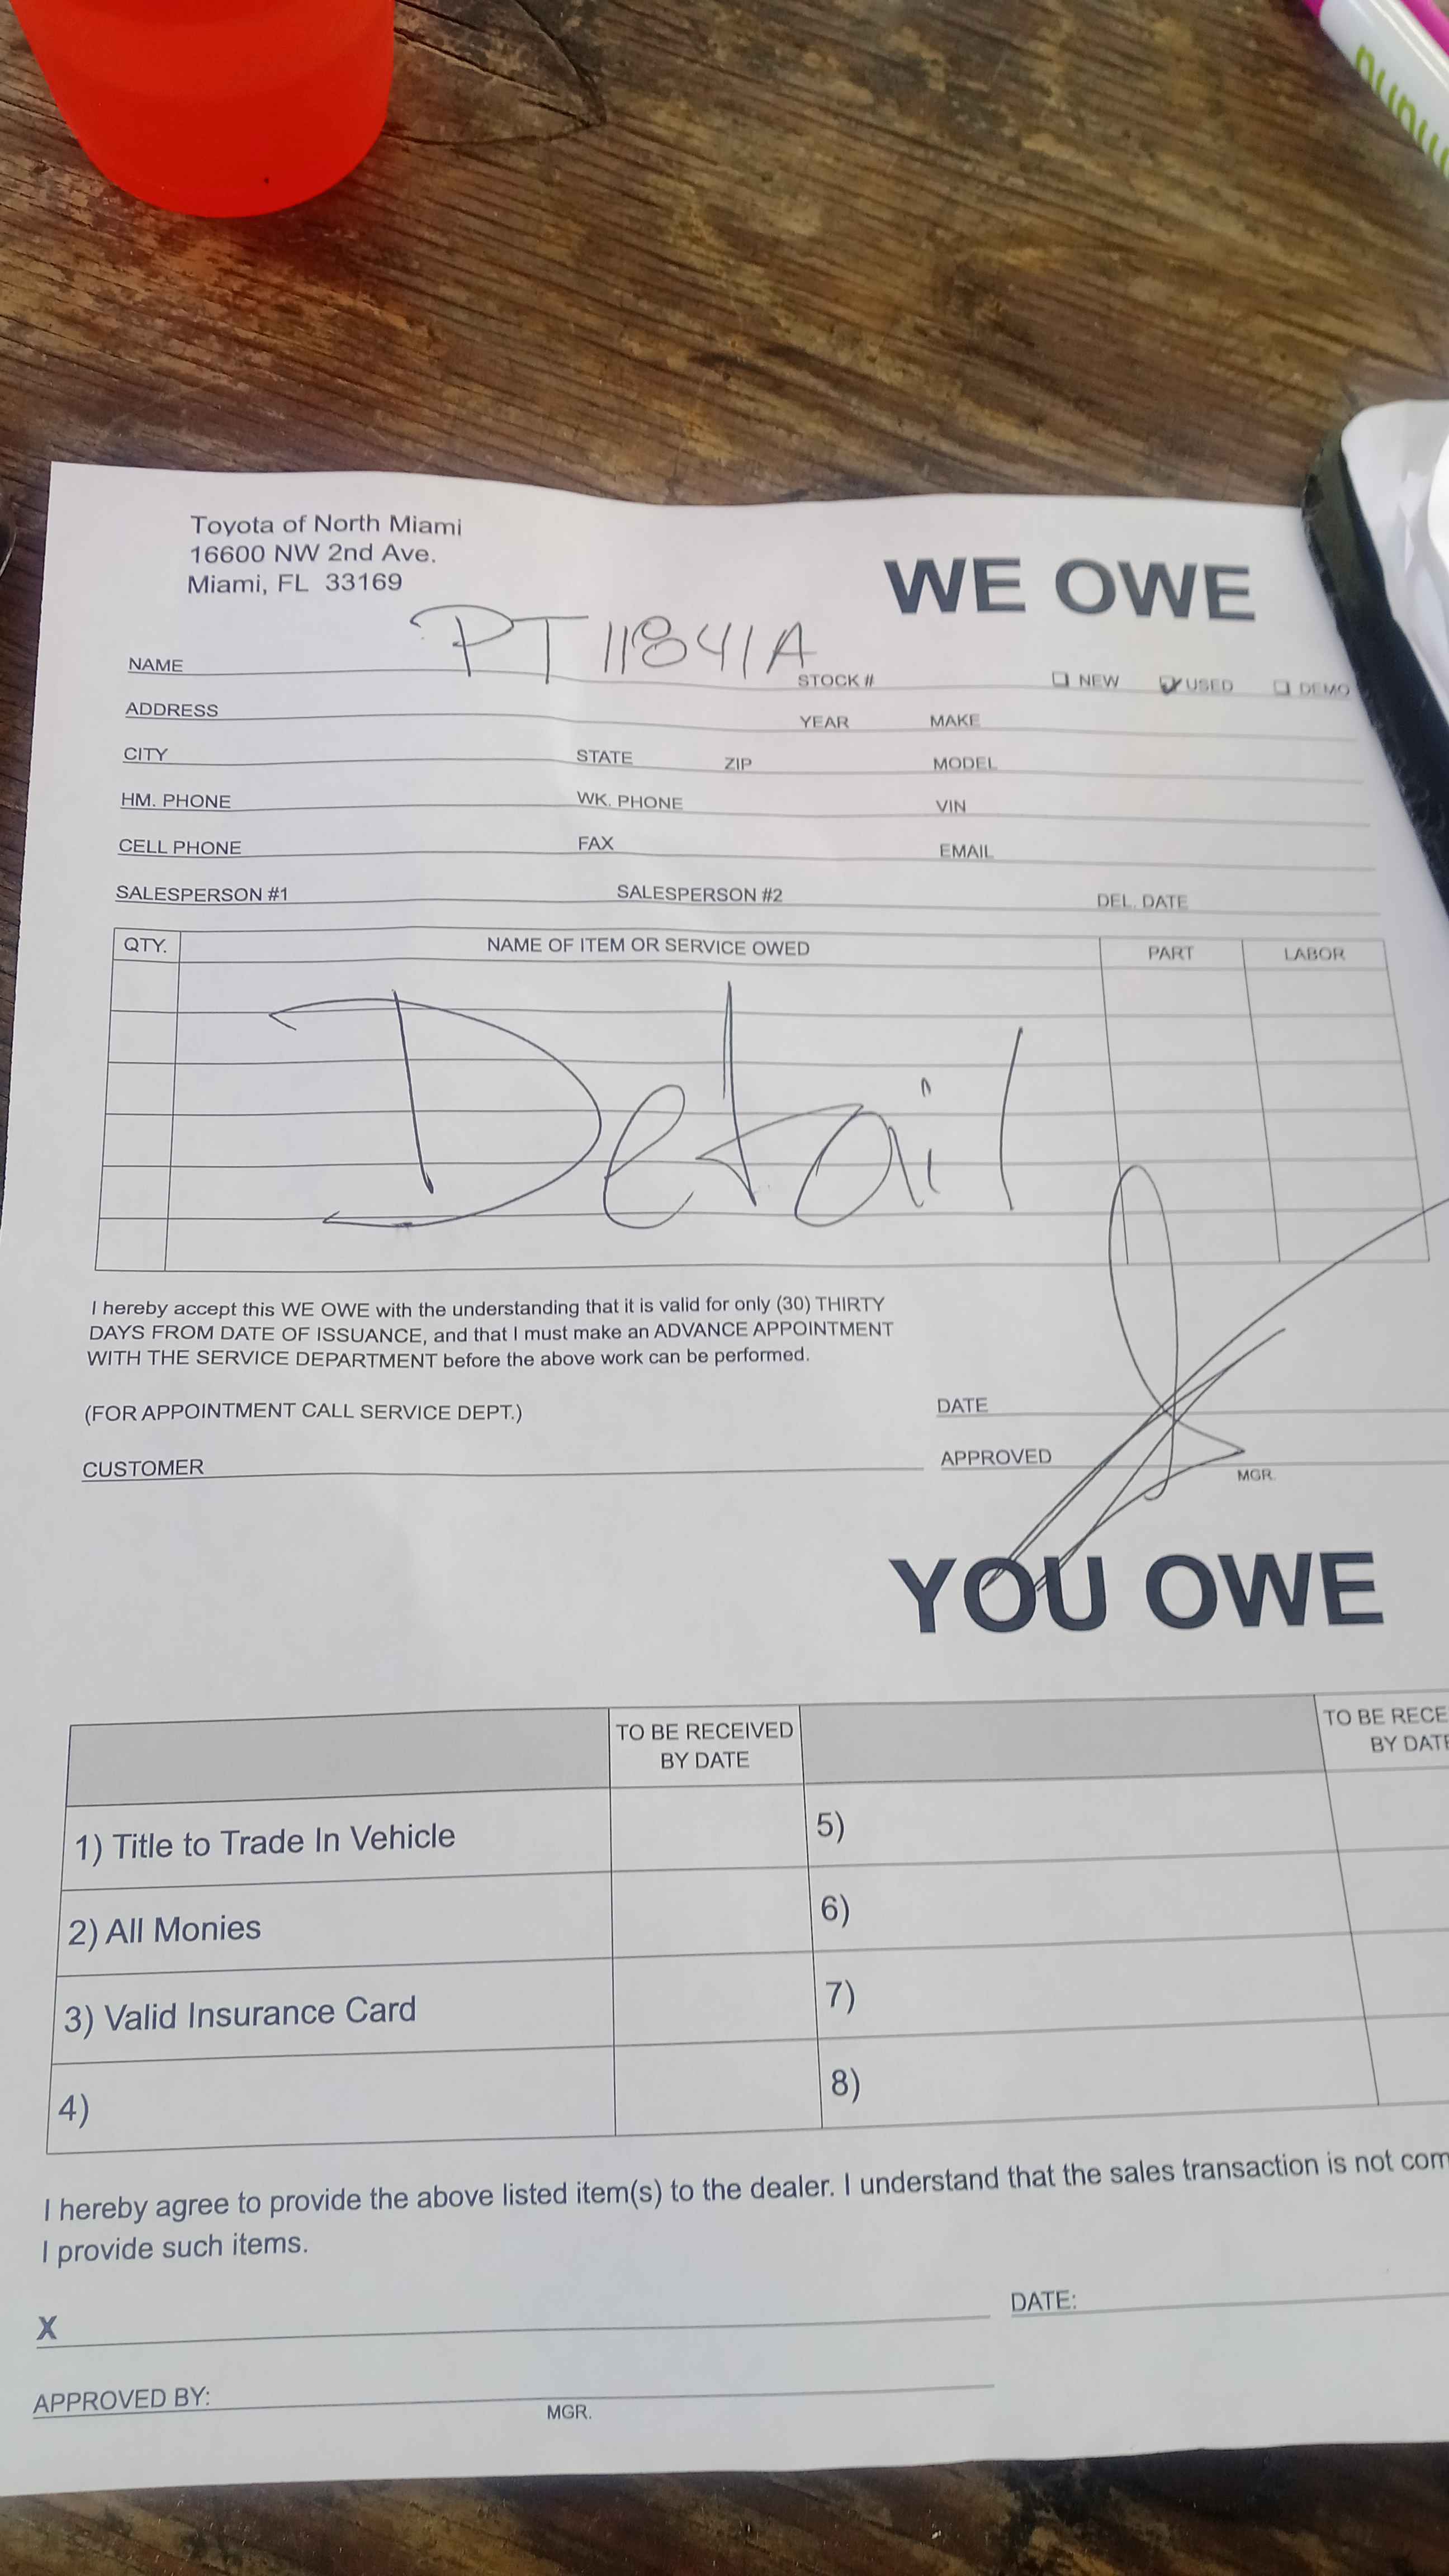 nunun
Toyota of North Miami
16600 NW 2nd Ave.
Miami, FL 33169
WE OWE
PT11841A
NAME STOCK # NEW USED DEMO
ADDRESS YEAR MAKE
CITY STATE ZIP MODEL
HM. PHONE WK. PHONE VIN
CELL PHONE FAX EMAIL
SALESPERSON #1 SALESPERSON #2 DEL. DATE
QTY. NAME OF ITEM OR SERVICE OWED PART LABOR
Detail
I hereby accept this WE OWE with the understanding that it is valid for only (30) THIRTY
DAYS FROM DATE OF ISSUANCE, and that I must make an ADVANCE APPOINTMENT
WITH THE SERVICE DEPARTMENT before the above work can be performed.
(FOR APPOINTMENT CALL SERVICE DEPT.) DATE
CUSTOMER APPROVED
MGR.
YOU OWE
TO BE RECEIVED TO BE RECE
BY DATE BY DATE
1) Title to Trade In Vehicle 5)
2) All Monies 6)
3) Valid Insurance Card 7)
4) 8)
I hereby agree to provide the above listed item(s) to the dealer. I understand that the sales transaction is not com
I provide such items.
X DATE:
APPROVED BY:
MGR.